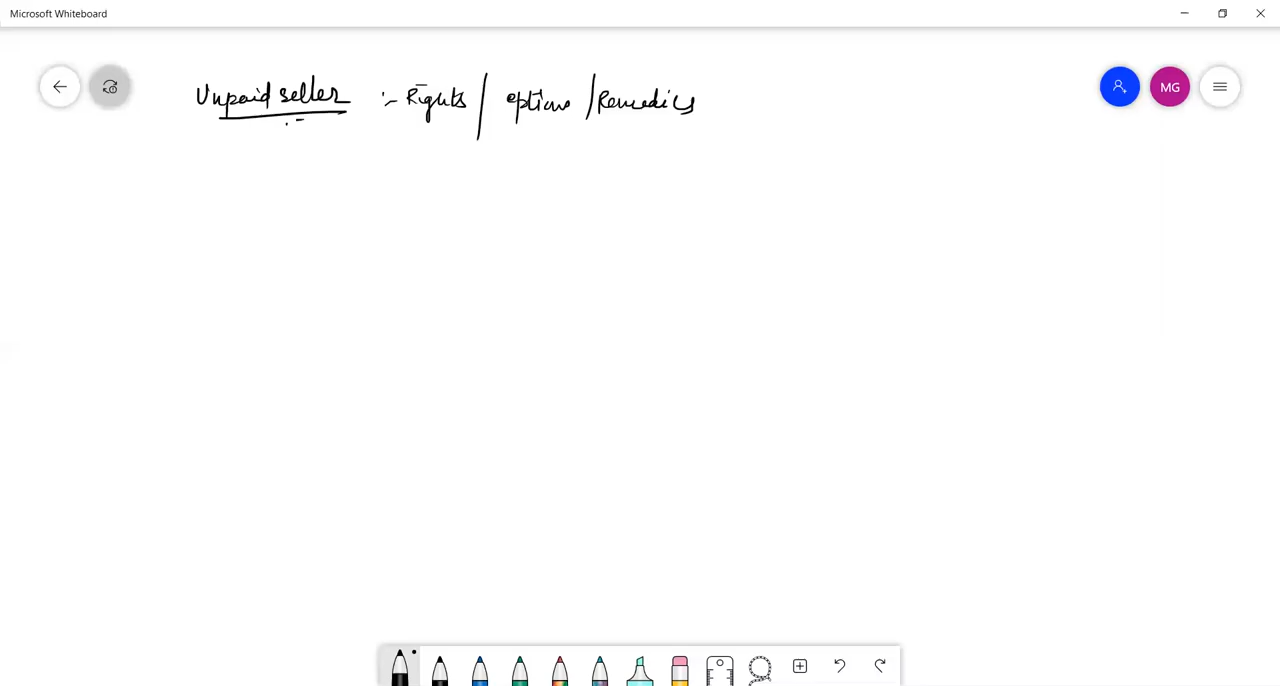 Microsoft Whiteboard
Unpaid seller :- Rights / options / Remedies
MG